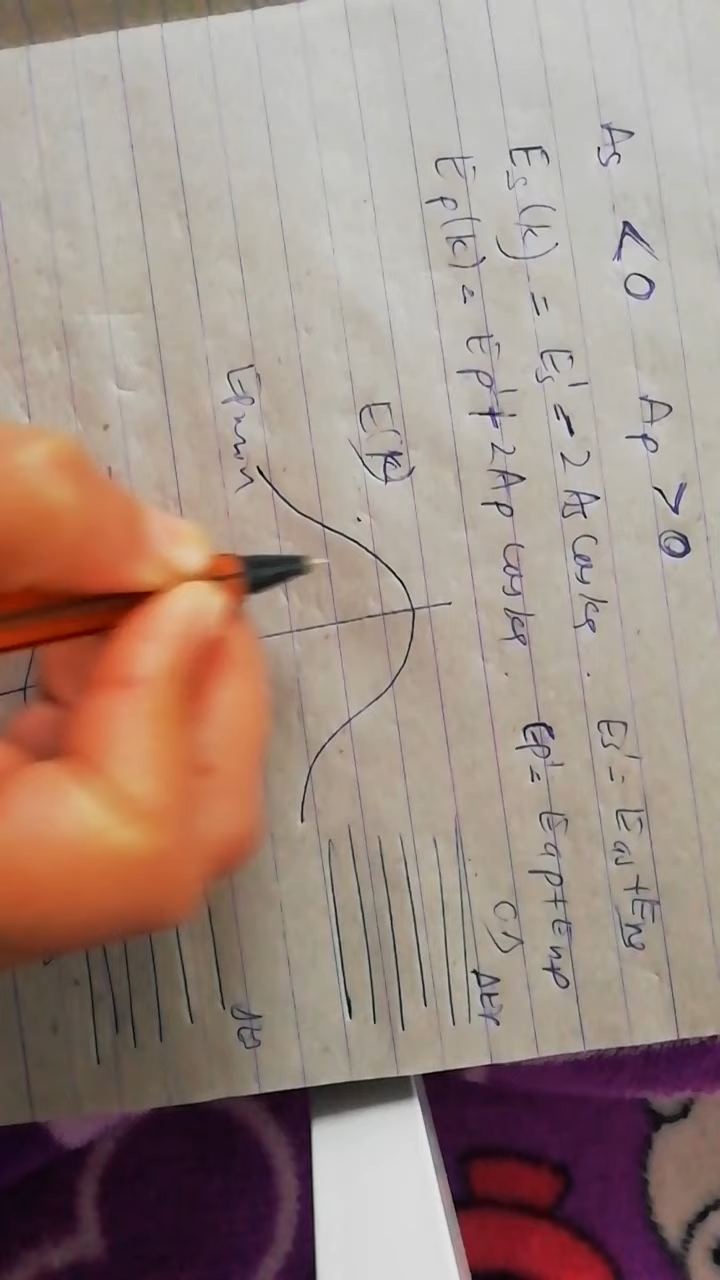 As < 0 Ap > 0
Es(k) = Es' = 2 As Cos ka . Es' = Eas + Ens
Ep(k) = Ep' + 2Ap Cos ka . Ep' = Eap + Enp
E(k)
Epmin